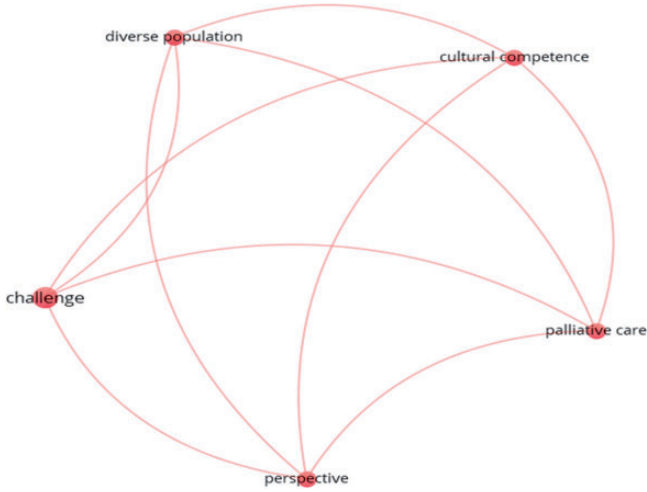 diverse population
cultural competence
challenge
palliative care
perspective